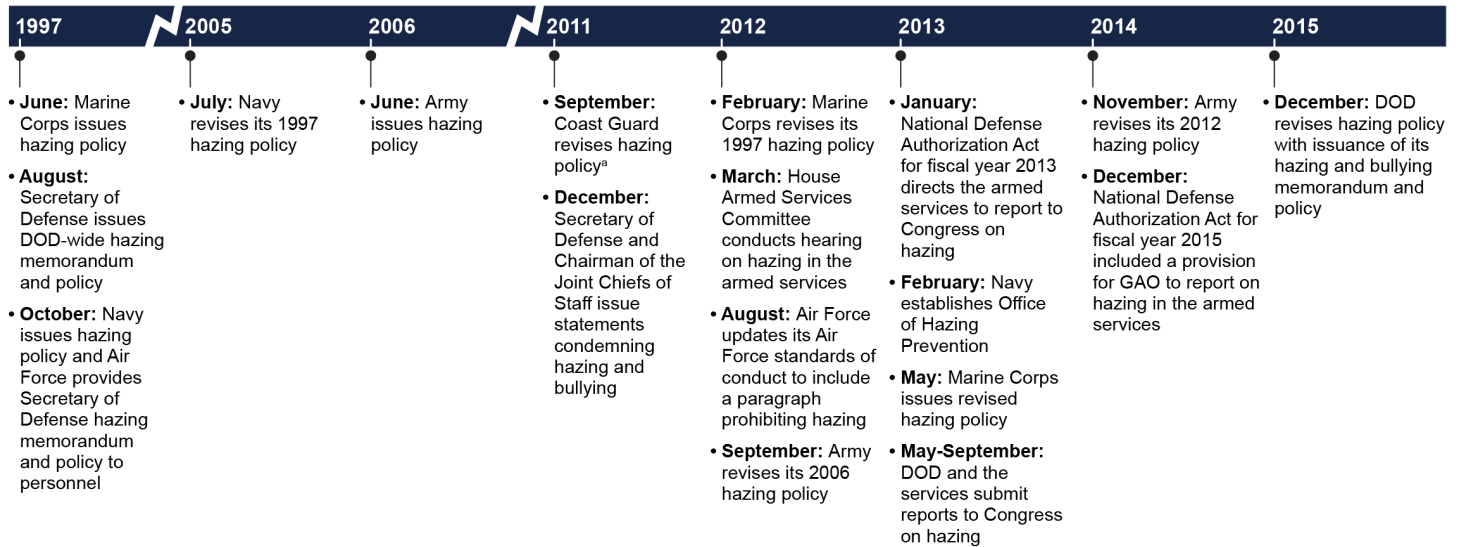 1997
2005
2006
2011
2012
2013
2014
2015
• June: Marine
Corps issues
hazing policy
• August:
Secretary of
Defense issues
DOD-wide hazing
memorandum
and policy
• October: Navy
issues hazing
policy and Air
Force provides
Secretary of
Defense hazing
memorandum
and policy to
personnel
• July: Navy
revises its 1997
hazing policy
• June: Army
issues hazing
policy
• September:
Coast Guard
revises hazing
policyᵃ
• December:
Secretary of
Defense and
Chairman of the
Joint Chiefs of
Staff issue
statements
condemning
hazing and
bullying
• February: Marine
Corps revises its
1997 hazing policy
• March: House
Armed Services
Committee
conducts hearing
on hazing in the
armed services
• August: Air Force
updates its Air
Force standards of
conduct to include
a paragraph
prohibiting hazing
• September: Army
revises its 2006
hazing policy
• January:
National Defense
Authorization Act
for fiscal year 2013
directs the armed
services to report to
Congress on
hazing
• February: Navy
establishes Office
of Hazing
Prevention
• May: Marine Corps
issues revised
hazing policy
• May-September:
DOD and the
services submit
reports to Congress
on hazing
• November: Army
revises its 2012
hazing policy
• December:
National Defense
Authorization Act for
fiscal year 2015
included a provision
for GAO to report on
hazing in the armed
services
• December: DOD
revises hazing policy
with issuance of its
hazing and bullying
memorandum and
policy